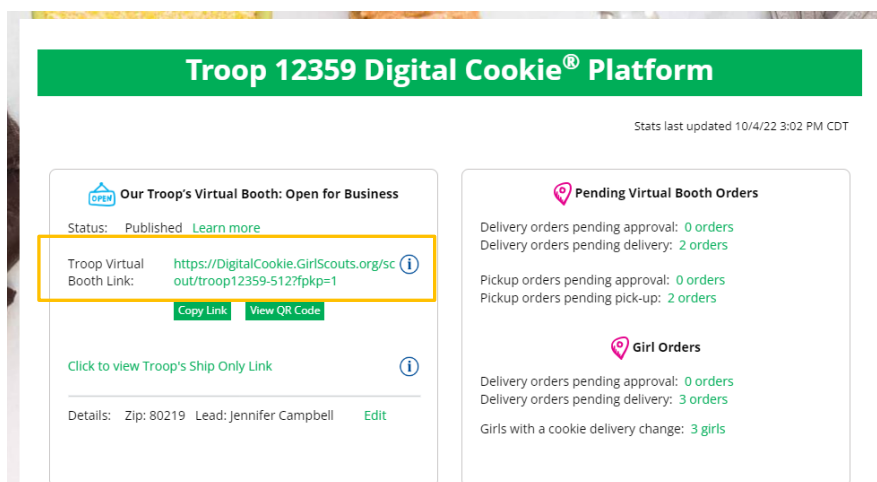 Troop 12359 Digital Cookie® Platform
Stats last updated 10/4/22 3:02 PM CDT
OPEN Our Troop's Virtual Booth: Open for Business
Status: Published Learn more
Troop Virtual Booth Link: https://DigitalCookie.GirlScouts.org/sc
out/troop12359-512?fpkp=1
Copy Link View QR Code
Click to view Troop's Ship Only Link
Details: Zip: 80219 Lead: Jennifer Campbell Edit
Pending Virtual Booth Orders
Delivery orders pending approval: 0 orders
Delivery orders pending delivery: 2 orders
Pickup orders pending approval: 0 orders
Pickup orders pending pick-up: 2 orders
Girl Orders
Delivery orders pending approval: 0 orders
Delivery orders pending delivery: 3 orders
Girls with a cookie delivery change: 3 girls